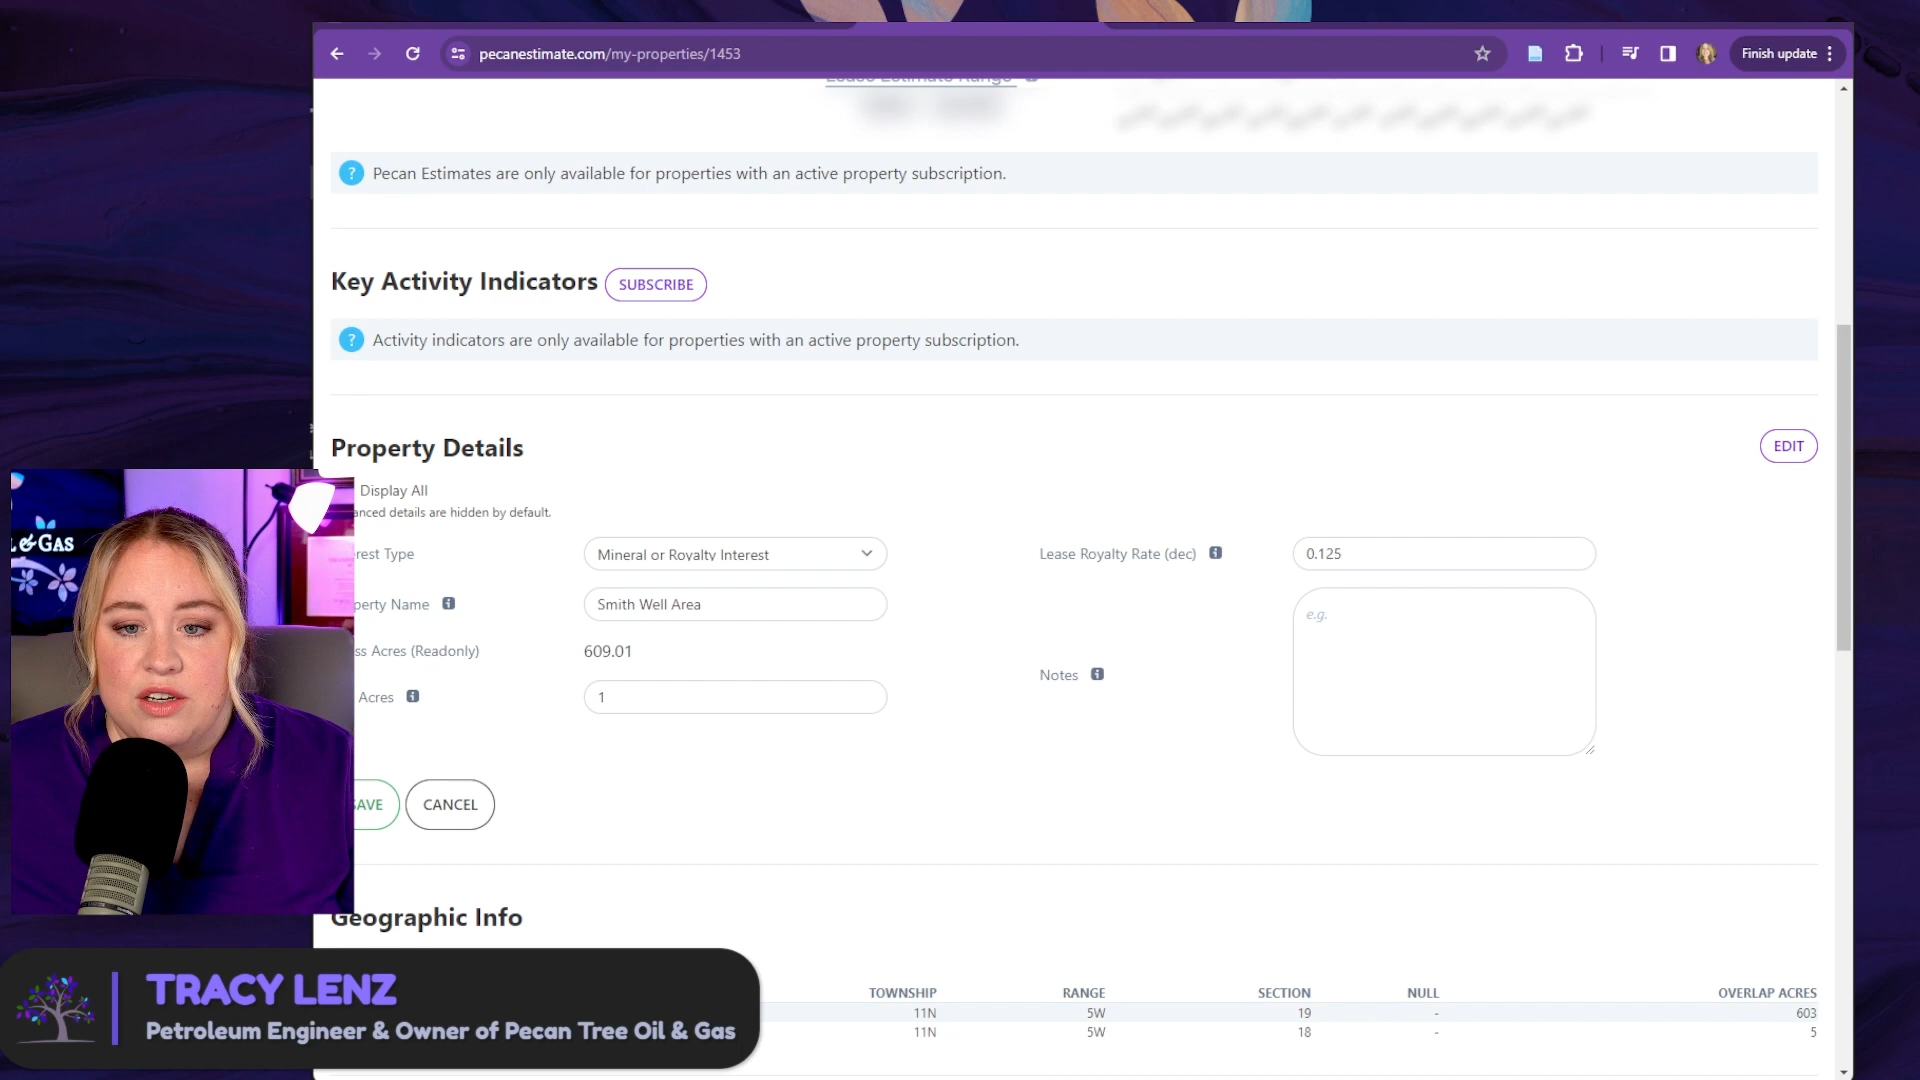 pecanestimate.com/my-properties/1453
Finish update
Lease Estimate Range
Pecan Estimates are only available for properties with an active property subscription.
Key Activity Indicators
SUBSCRIBE
Activity indicators are only available for properties with an active property subscription.
Property Details
EDIT
Display All
anced details are hidden by default.
rest Type
Mineral or Royalty Interest
Lease Royalty Rate (dec)
0.125
perty Name
Smith Well Area
e.g.
ss Acres (Readonly)
609.01
Notes
Acres
1
SAVE
CANCEL
& GAS
Geographic Info
TOWNSHIP RANGE SECTION NULL OVERLAP ACRES
11N 5W 19 - 603
11N 5W 18 - 5
TRACY LENZ
Petroleum Engineer & Owner of Pecan Tree Oil & Gas